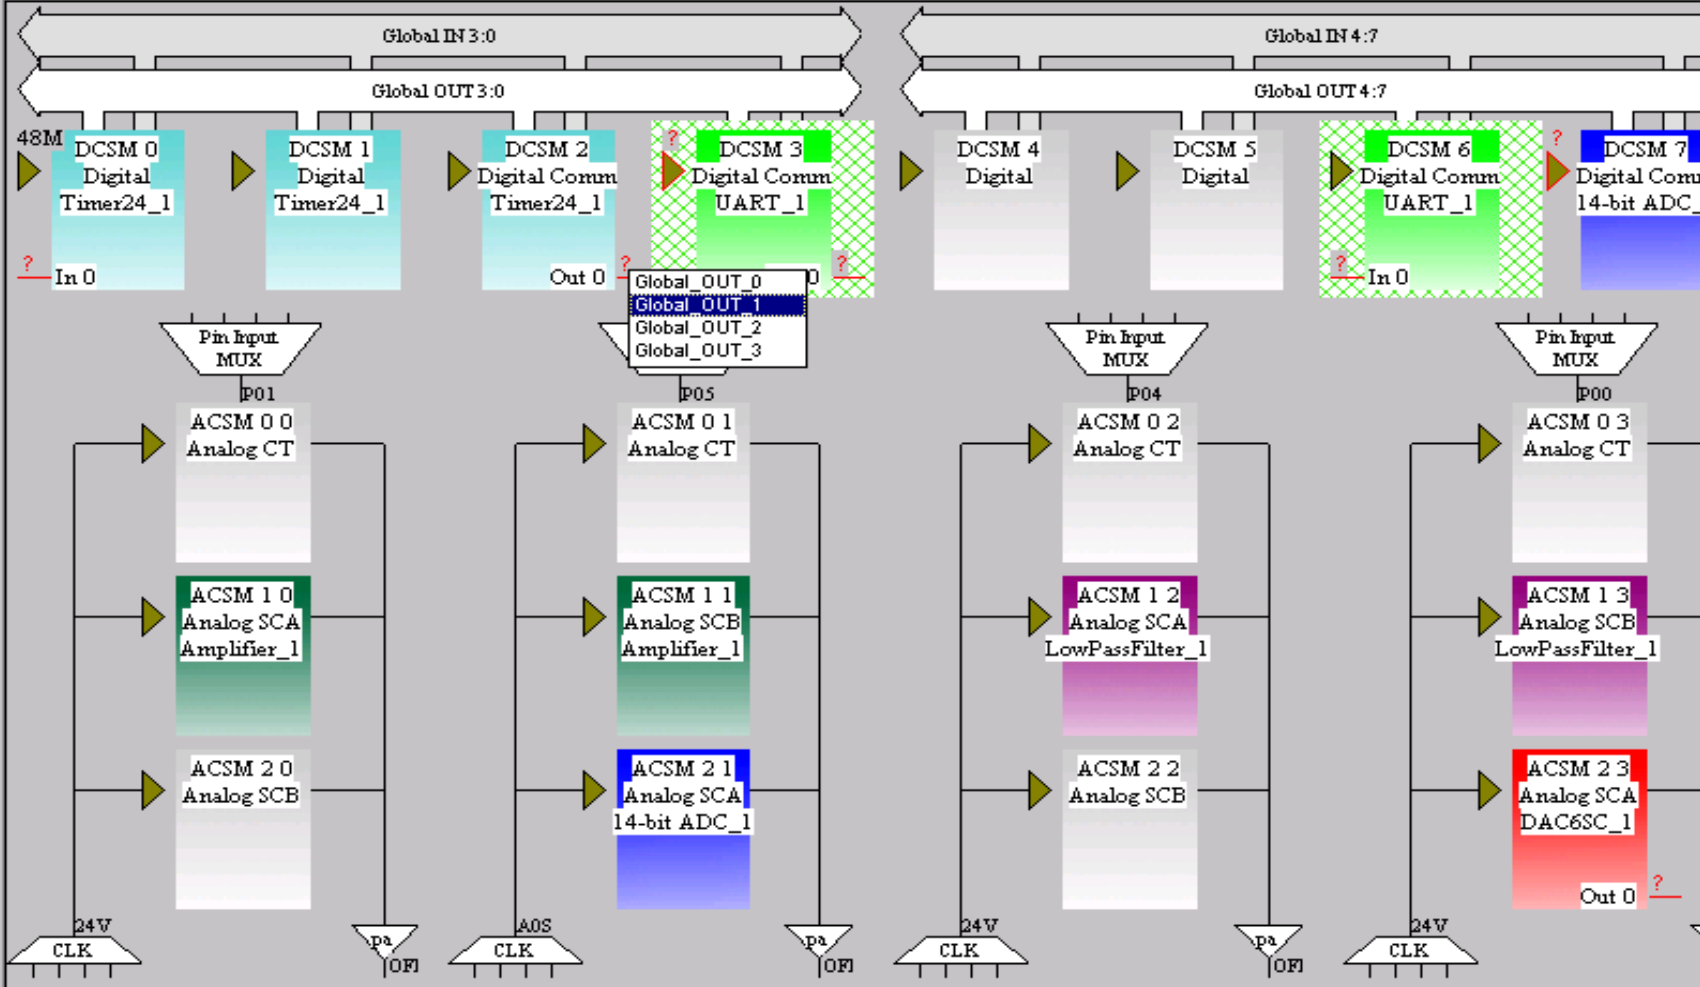 Global IN 3:0
Global IN 4:7
Global OUT 3:0
Global OUT 4:7
48M
DCSM 0
Digital
Timer24_1
?
In 0
DCSM 1
Digital
Timer24_1
DCSM 2
Digital Comm
Timer24_1
Out 0
?
?
DCSM 3
Digital Comm
UART_1
0
?
Global_OUT_0
Global_OUT_1
Global_OUT_2
Global_OUT_3
DCSM 4
Digital
DCSM 5
Digital
DCSM 6
Digital Comm
UART_1
?
In 0
?
DCSM 7
Digital Com
14-bit ADC_
Pin Input
MUX
P01
P05
Pin Input
MUX
P04
Pin Input
MUX
P00
ACSM 0 0
Analog CT
ACSM 0 1
Analog CT
ACSM 0 2
Analog CT
ACSM 0 3
Analog CT
ACSM 1 0
Analog SCA
Amplifier_1
ACSM 1 1
Analog SCB
Amplifier_1
ACSM 1 2
Analog SCA
LowPassFilter_1
ACSM 1 3
Analog SCB
LowPassFilter_1
ACSM 2 0
Analog SCB
ACSM 2 1
Analog SCA
14-bit ADC_1
ACSM 2 2
Analog SCB
ACSM 2 3
Analog SCA
DAC6SC_1
Out 0
?
24V
CLK
pa
A0S
CLK
pa
24V
CLK
pa
24V
CLK